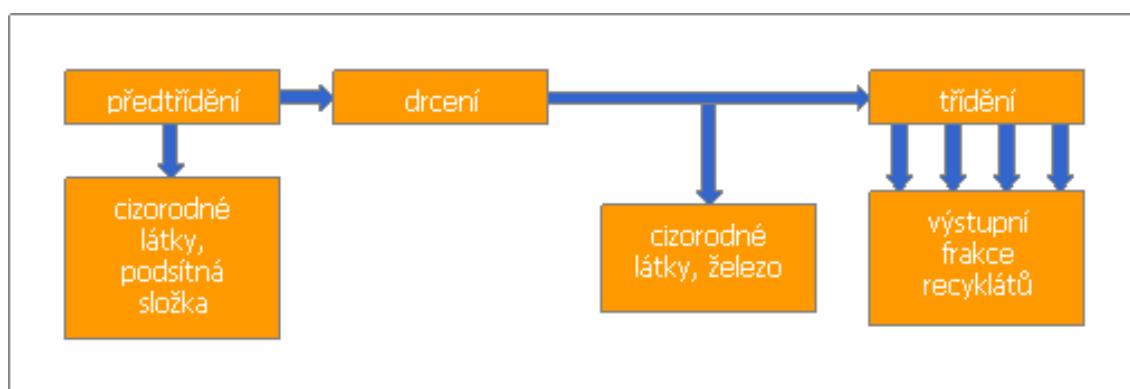 předtřídění
drcení
třídění
cizorodné
látky,
podsítná
složka
cizorodné
látky, železo
výstupní
frakce
recyklátů